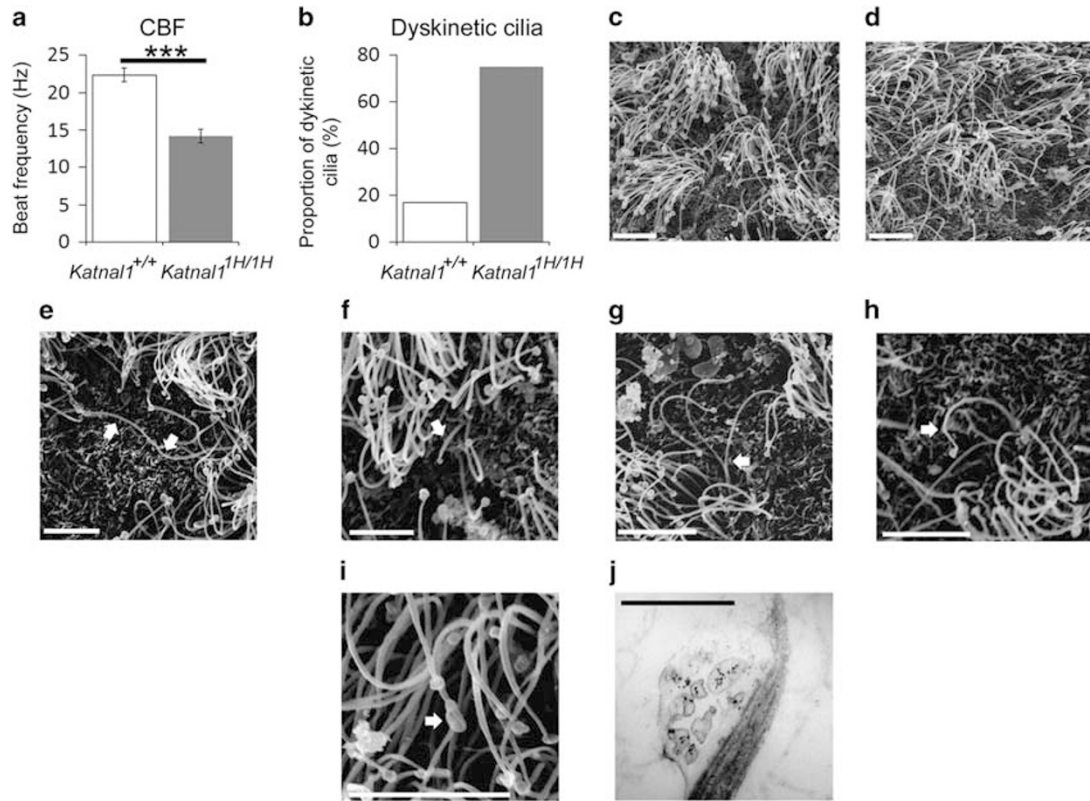 a
CBF
***
Beat frequency (Hz)
25
20
15
10
5
0
Katnal1+/+ Katnal11H/1H
b
Dyskinetic cilia
Proportion of dykinetic
cilia (%)
80
60
40
20
0
Katnal1+/+ Katnal11H/1H
c
d
e
f
g
h
i
j